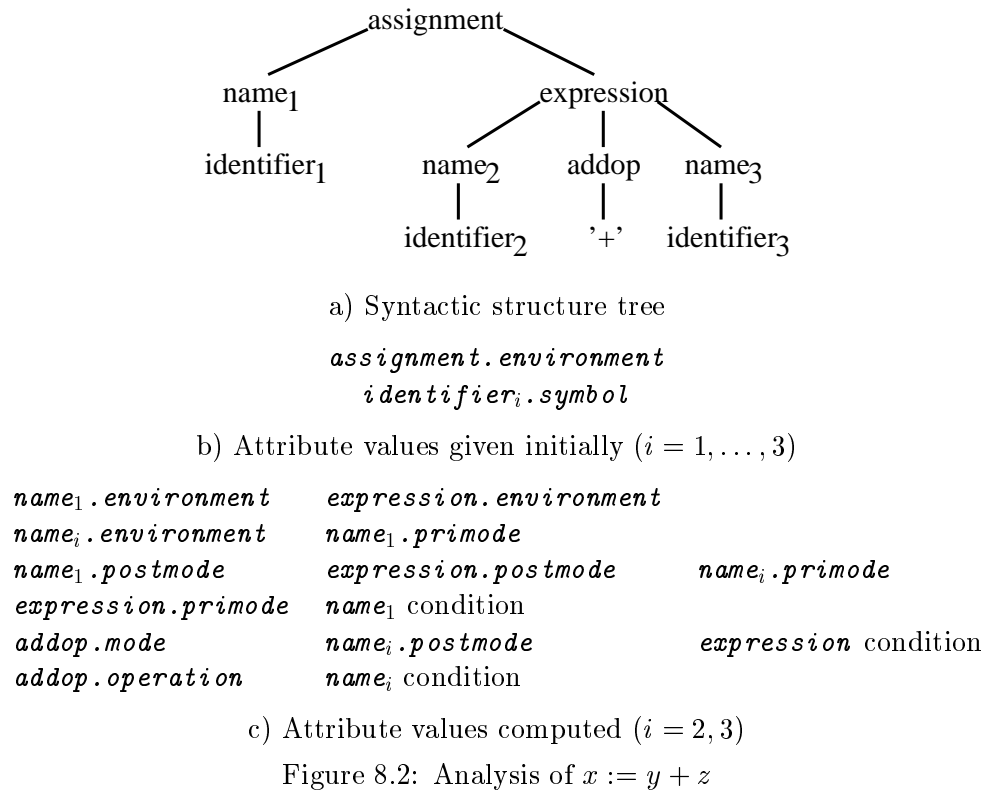 assignment
name1 expression
identifier1 name2 addop name3
identifier2 '+' identifier3
a) Syntactic structure tree
assignment.environment
identifieri.symbol
b) Attribute values given initially (i = 1, . . . , 3)
name1.environment expression.environment
namei.environment name1.primode
name1.postmode expression.postmode namei.primode
expression.primode name1 condition
addop.mode namei.postmode expression condition
addop.operation namei condition
c) Attribute values computed (i = 2, 3)
Figure 8.2: Analysis of x := y + z